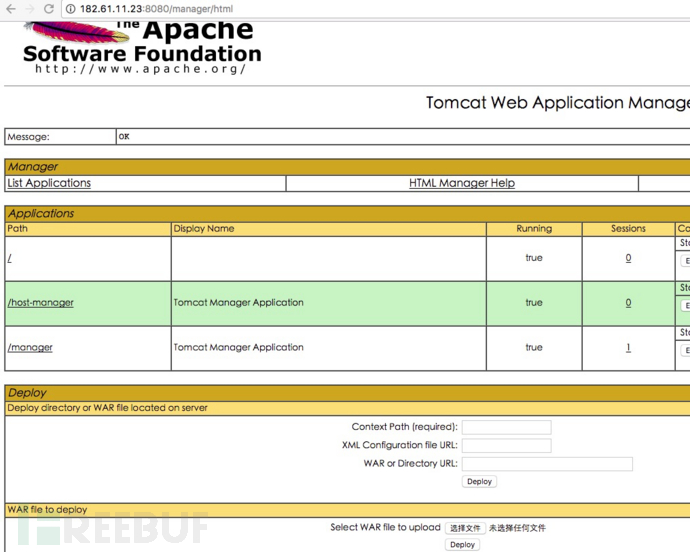 182.61.11.23:8080/manager/html
The Apache
Software Foundation
http://www.apache.org/
Tomcat Web Application Manage
Message: OK
Manager
List Applications HTML Manager Help
Applications
Path Display Name Running Sessions Co
Sta
/ true 0
E
Sta
/host-manager Tomcat Manager Application true 0
E
Sta
/manager Tomcat Manager Application true 1
E
Deploy
Deploy directory or WAR file located on server
Context Path (required):
XML Configuration file URL:
WAR or Directory URL:
Deploy
WAR file to deploy
Select WAR file to upload 选择文件 未选择任何文件
Deploy
FREEBUF